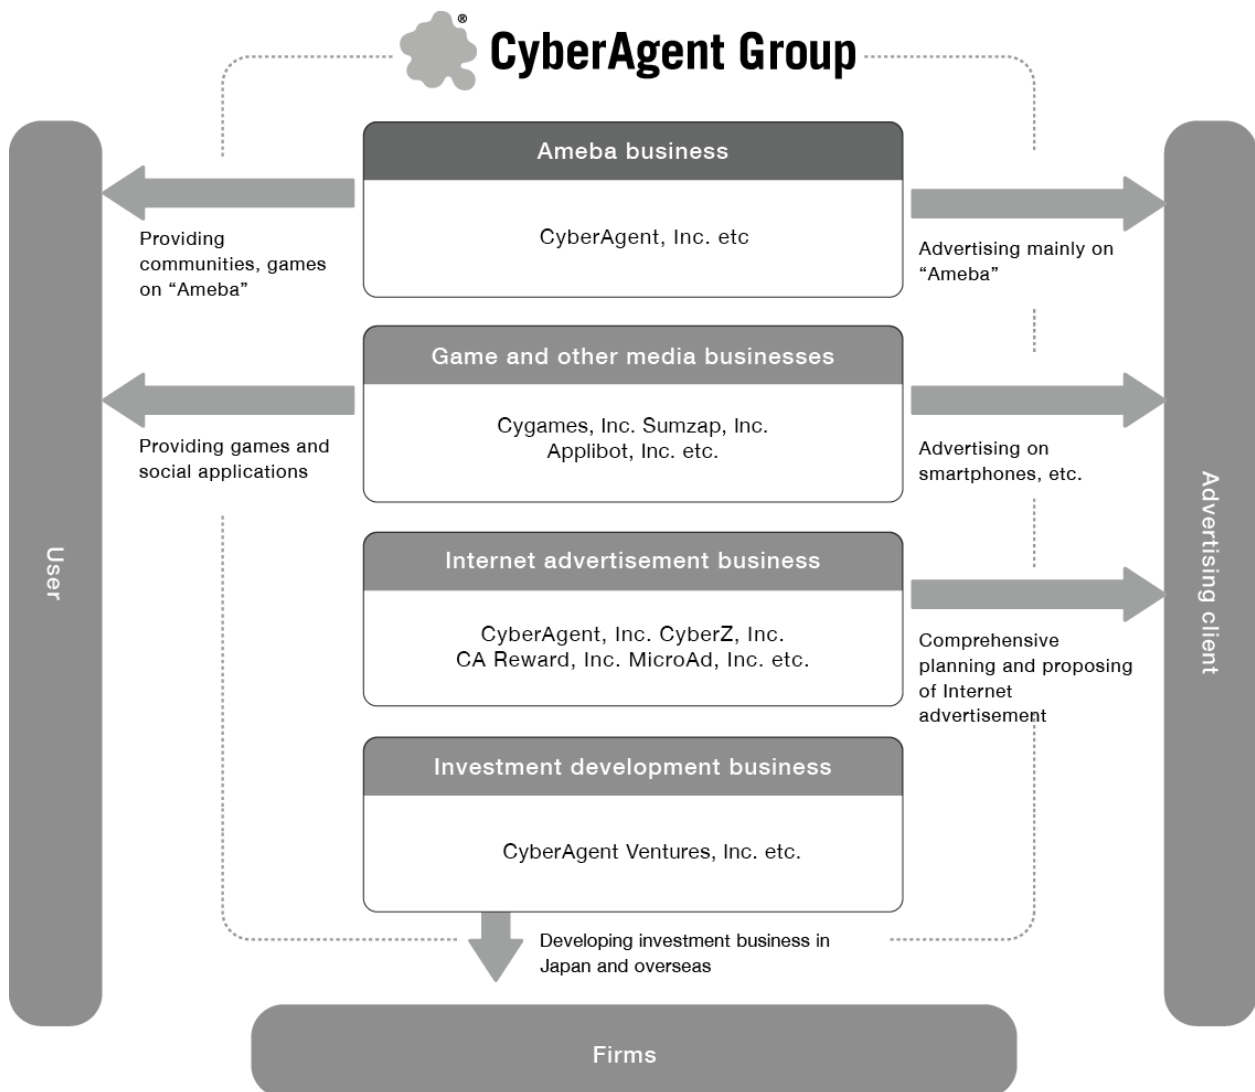 ®
CyberAgent Group
Ameba business
CyberAgent, Inc. etc
Providing
communities, games
on “Ameba”
Advertising mainly on
“Ameba”
Game and other media businesses
Cygames, Inc. Sumzap, Inc.
Applibot, Inc. etc.
Providing games and
social applications
Advertising on
smartphones, etc.
Internet advertisement business
CyberAgent, Inc. CyberZ, Inc.
CA Reward, Inc. MicroAd, Inc. etc.
Comprehensive
planning and proposing
of Internet
advertisement
Investment development business
CyberAgent Ventures, Inc. etc.
Developing investment business in
Japan and overseas
User
Advertising client
Firms